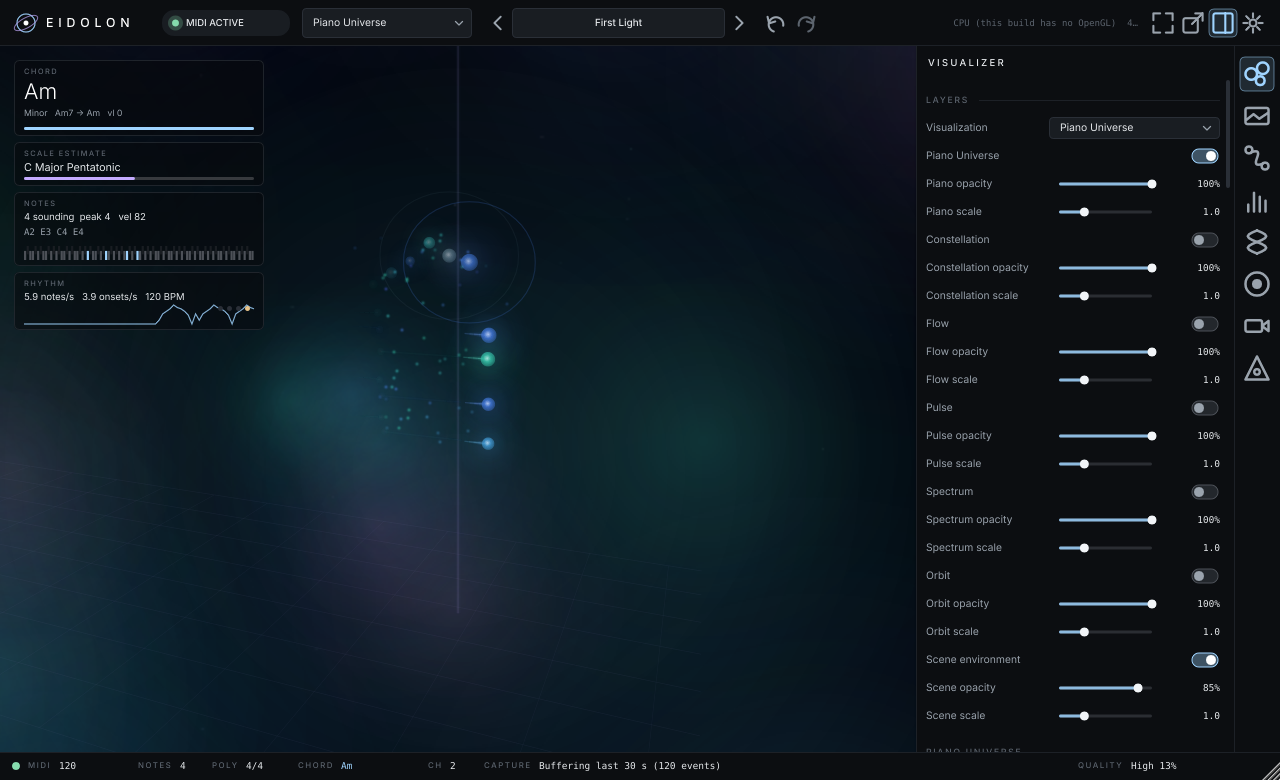 EIDOLON MIDI ACTIVE Piano Universe First Light CPU (this build has no OpenGL) 4…
CHORD
Am
Minor Am7 → Am vl 0
SCALE ESTIMATE
C Major Pentatonic
NOTES
4 sounding peak 4 vel 82
A2 E3 C4 E4
RHYTHM
5.9 notes/s 3.9 onsets/s 120 BPM
VISUALIZER
LAYERS
Visualization Piano Universe
Piano Universe
Piano opacity 100%
Piano scale 1.0
Constellation
Constellation opacity 100%
Constellation scale 1.0
Flow
Flow opacity 100%
Flow scale 1.0
Pulse
Pulse opacity 100%
Pulse scale 1.0
Spectrum
Spectrum opacity 100%
Spectrum scale 1.0
Orbit
Orbit opacity 100%
Orbit scale 1.0
Scene environment
Scene opacity 85%
Scene scale 1.0
PIANO UNIVERSE
MIDI 120 NOTES 4 POLY 4/4 CHORD Am CH 2 CAPTURE Buffering last 30 s (120 events) QUALITY High 13%